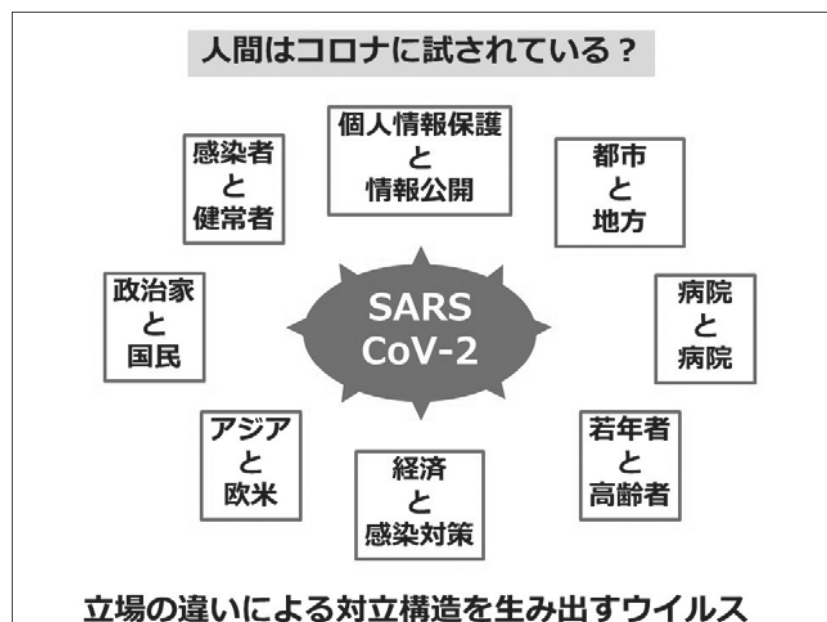 人間はコロナに試されている？
個人情報保護
と
情報公開
感染者
と
健常者
都市
と
地方
政治家
と
国民
SARS
CoV-2
病院
と
病院
アジア
と
欧米
経済
と
感染対策
若年者
と
高齢者
立場の違いによる対立構造を生み出すウイルス